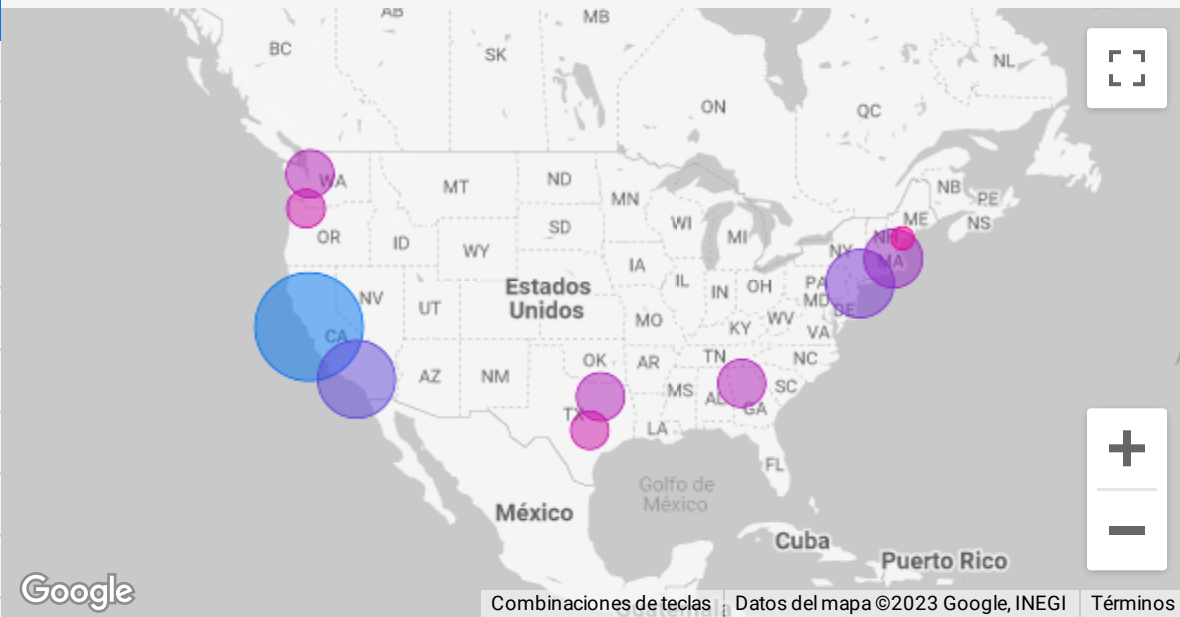 AB
MB
BC
SK
NL
ON
QC
WA
MT
ND
MN
NB
PE
ME
NS
OR
ID
SD
WI
MI
NH
NY
WY
MA
IA
IL
IN
OH
PA
MD
DE
NV
UT
Estados
Unidos
MO
KY
WV
VA
CA
OK
AR
TN
NC
AZ
NM
MS
AL
SC
GA
TX
LA
FL
Golfo de
México
México
Cuba
Puerto Rico
Google
Combinaciones de teclas
Datos del mapa ©2023 Google, INEGI
Términos
Guatemala